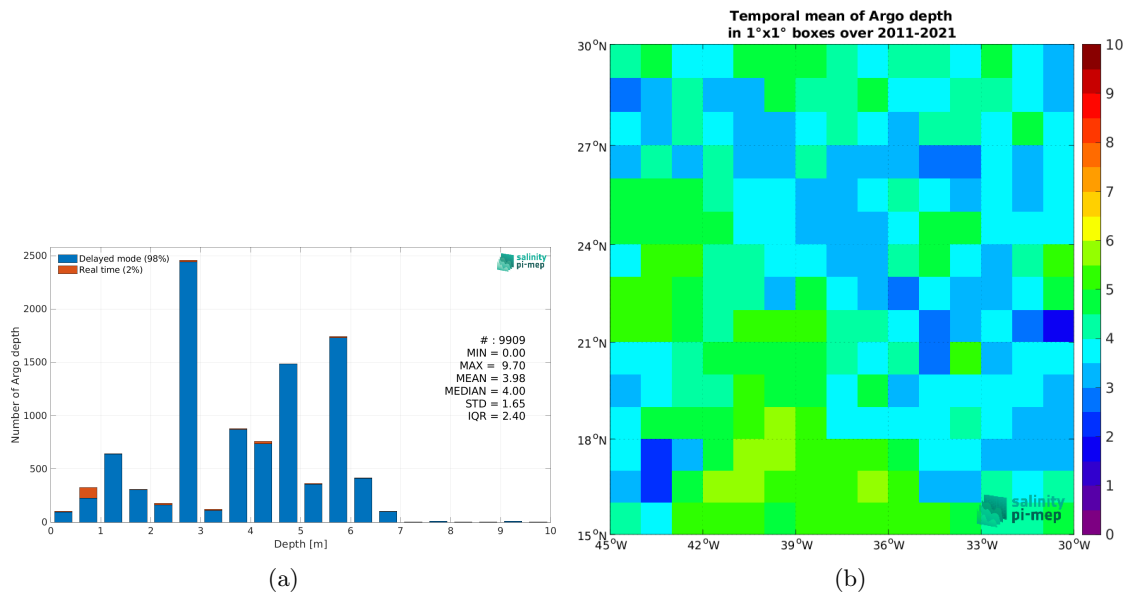 Delayed mode (98%)
Real time (2%)
salinity
pi-mep
2500
2000
1500
1000
500
0
Number of Argo depth
# : 9909
MIN = 0.00
MAX = 9.70
MEAN = 3.98
MEDIAN = 4.00
STD = 1.65
IQR = 2.40
0 1 2 3 4 5 6 7 8 9 10
Depth [m]
(a)
Temporal mean of Argo depth
in 1°x1° boxes over 2011-2021
30°N
27°N
24°N
21°N
18°N
15°N
45°W 42°W 39°W 36°W 33°W 30°W
salinity
pi-mep
10
9
8
7
6
5
4
3
2
1
0
(b)